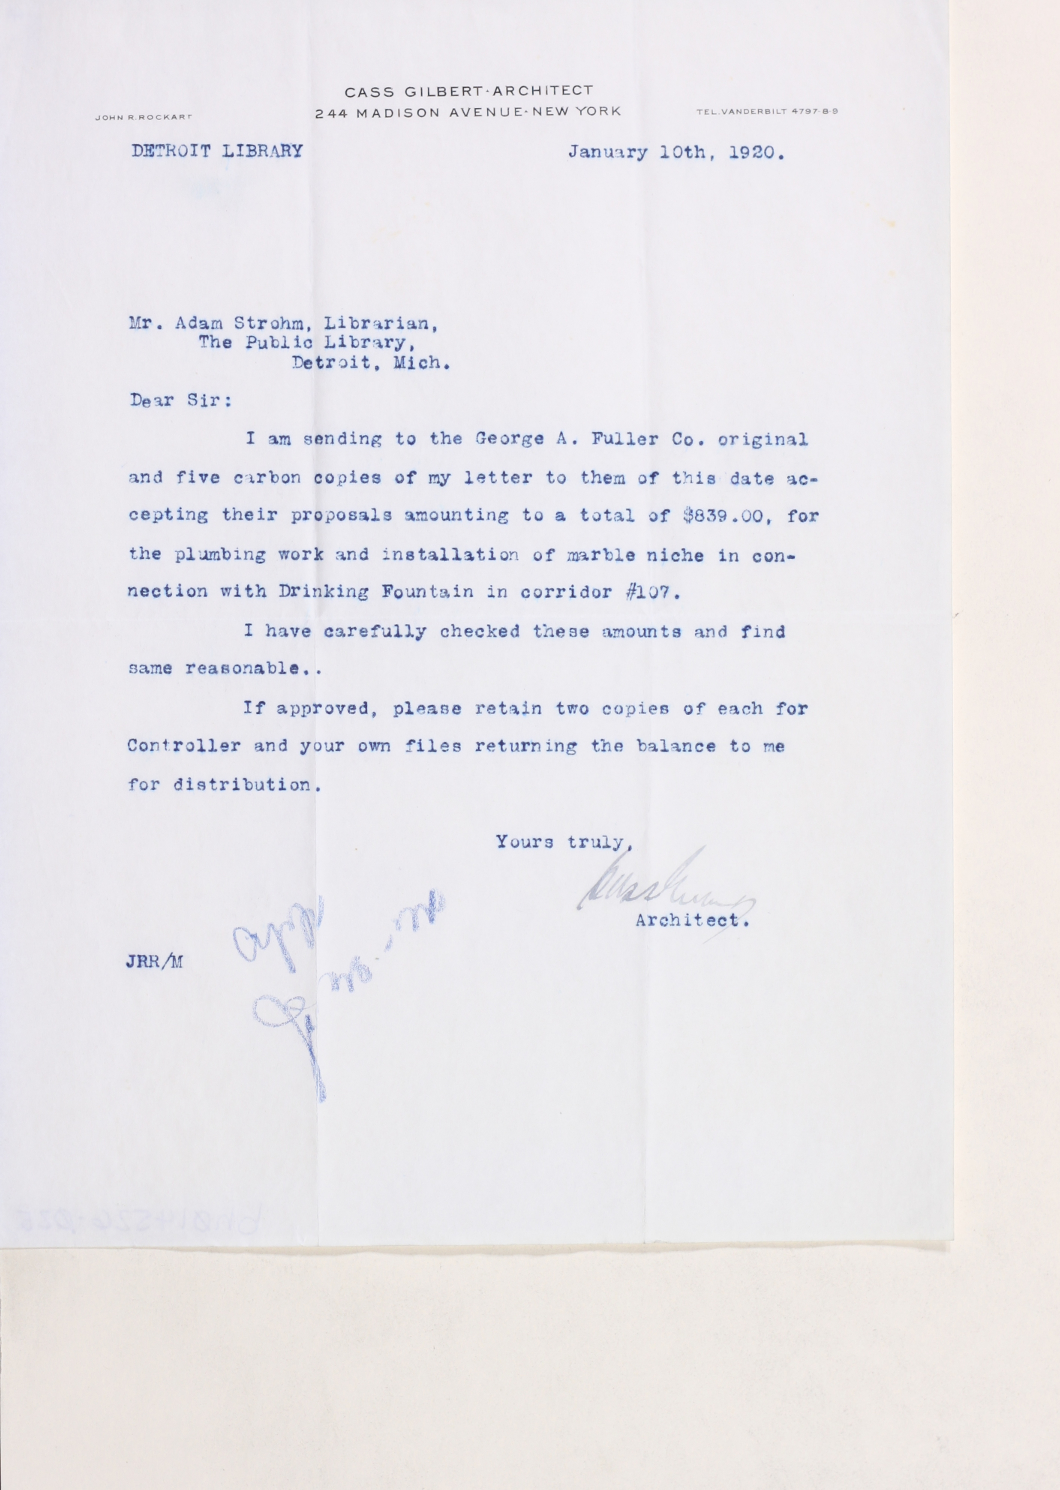 CASS GILBERT·ARCHITECT
244 MADISON AVENUE·NEW YORK
JOHN R. ROCKART
TEL. VANDERBILT 4797-8-9
DETROIT LIBRARY January 10th, 1920.
Mr. Adam Strohm, Librarian,
The Public Library,
Detroit, Mich.
Dear Sir:
I am sending to the George A. Fuller Co. original
and five carbon copies of my letter to them of this date ac-
cepting their proposals amounting to a total of $839.00, for
the plumbing work and installation of marble niche in con-
nection with Drinking Fountain in corridor #107.
I have carefully checked these amounts and find
same reasonable..
If approved, please retain two copies of each for
Controller and your own files returning the balance to me
for distribution.
Yours truly,
Cass Gilbert
Architect.
JRR/M